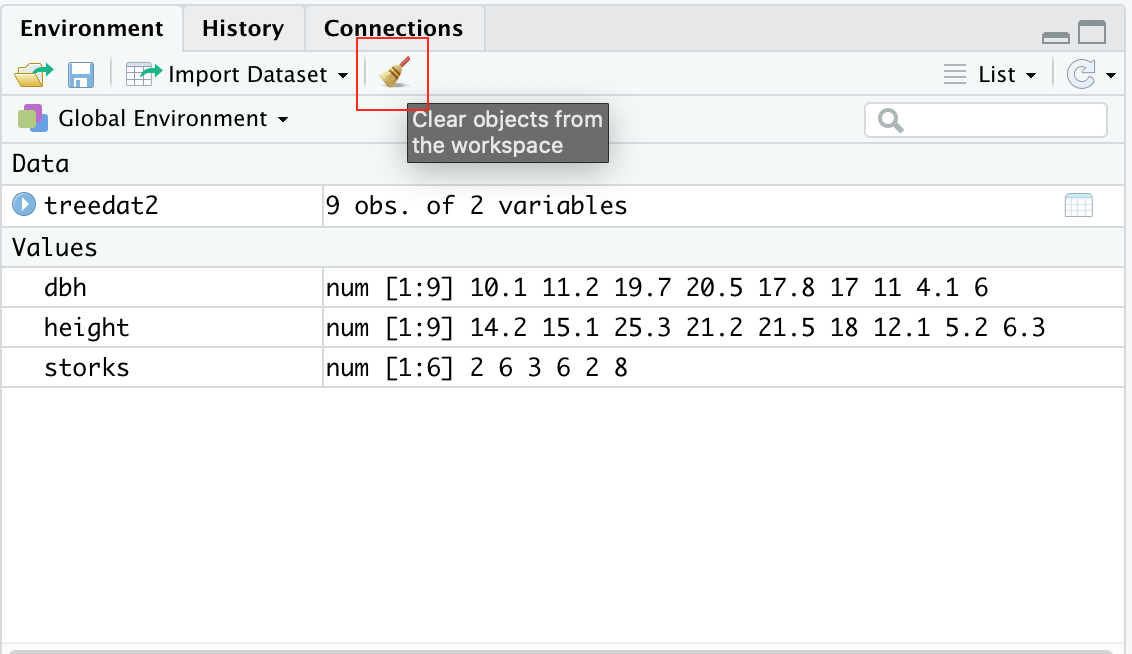 Environment History Connections
Import Dataset List
Global Environment
Clear objects from
the workspace
Data
treedat2 9 obs. of 2 variables
Values
dbh num [1:9] 10.1 11.2 19.7 20.5 17.8 17 11 4.1 6
height num [1:9] 14.2 15.1 25.3 21.2 21.5 18 12.1 5.2 6.3
storks num [1:6] 2 6 3 6 2 8